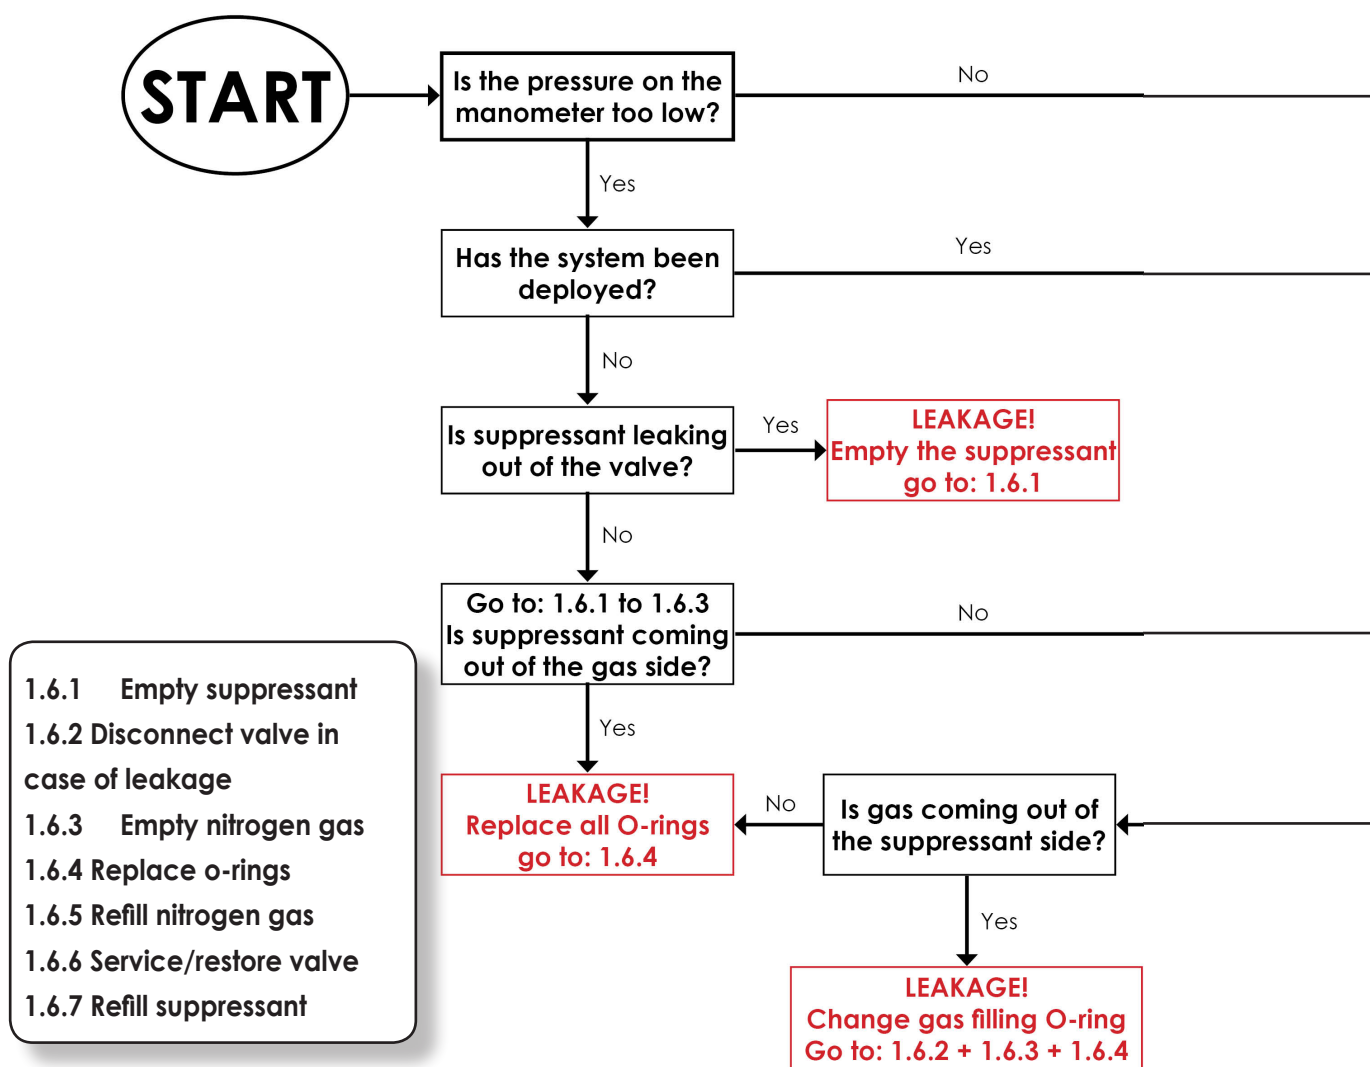 START
Is the pressure on the
manometer too low?
No
Yes
Has the system been
deployed?
Yes
No
Is suppressant leaking
out of the valve?
Yes
LEAKAGE!
Empty the suppressant
go to: 1.6.1
No
Go to: 1.6.1 to 1.6.3
Is suppressant coming
out of the gas side?
No
Yes
LEAKAGE!
Replace all O-rings
go to: 1.6.4
No
Is gas coming out of
the suppressant side?
Yes
LEAKAGE!
Change gas filling O-ring
Go to: 1.6.2 + 1.6.3 + 1.6.4
1.6.1 Empty suppressant
1.6.2 Disconnect valve in
case of leakage
1.6.3 Empty nitrogen gas
1.6.4 Replace o-rings
1.6.5 Refill nitrogen gas
1.6.6 Service/restore valve
1.6.7 Refill suppressant